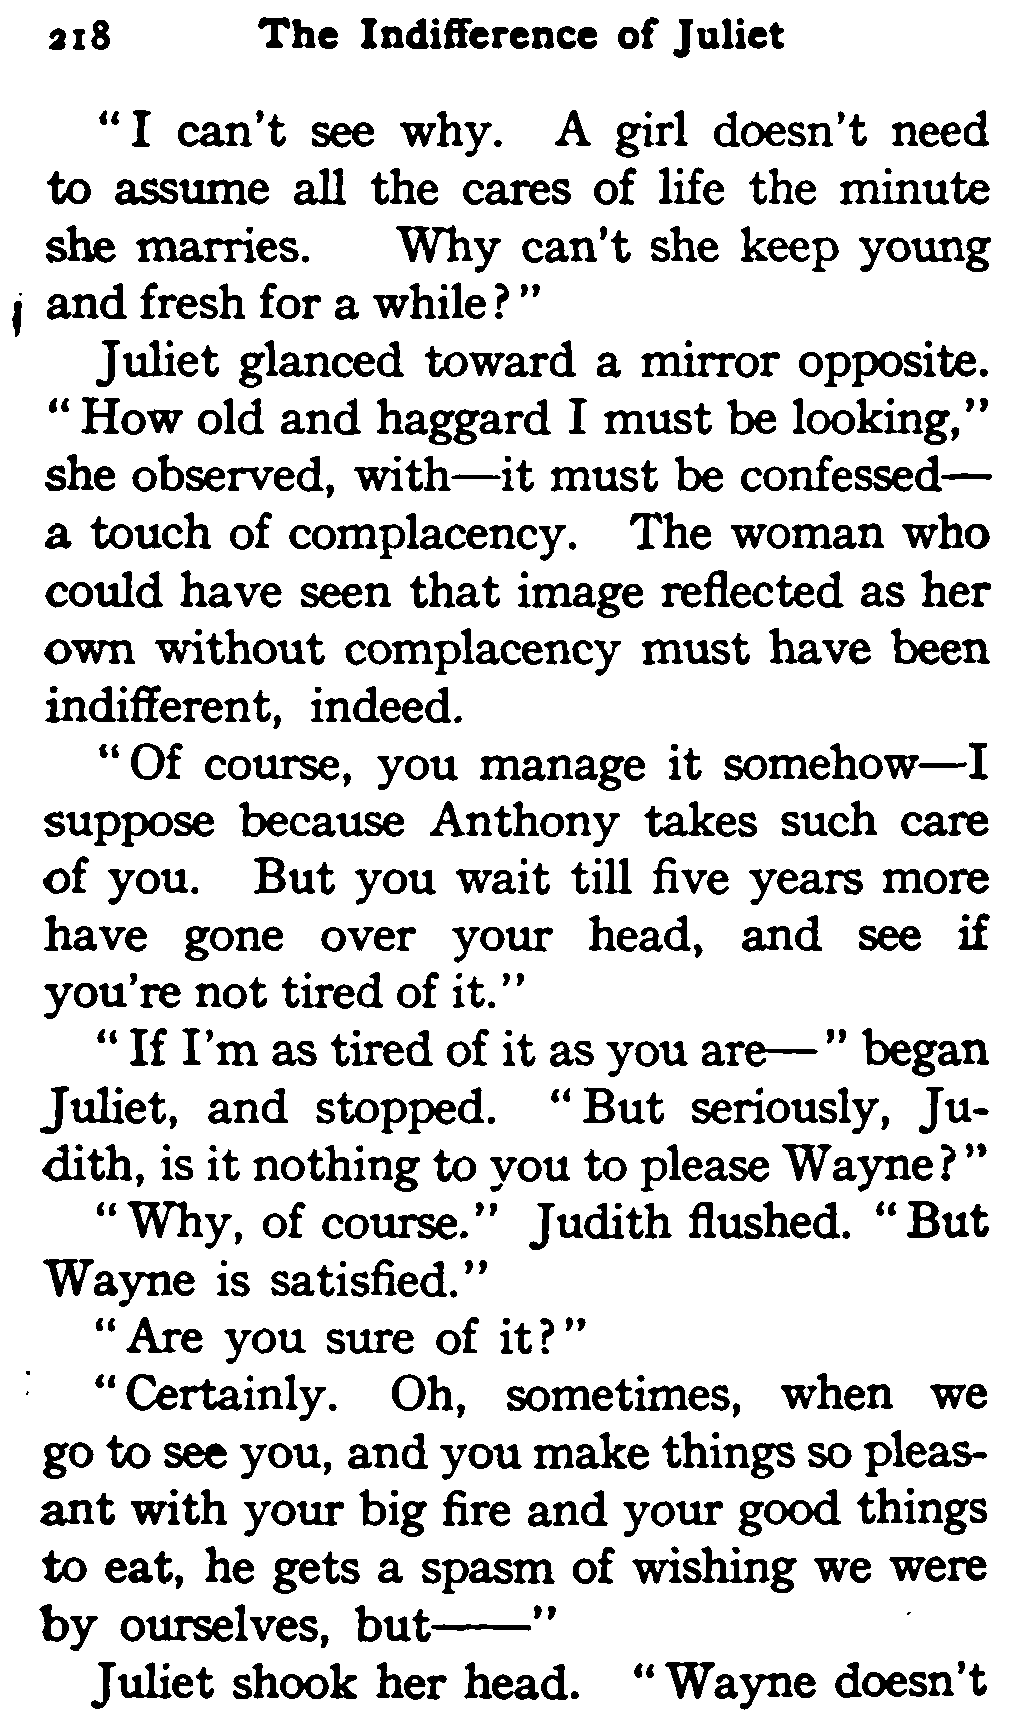 218 The Indifference of Juliet
"I can't see why. A girl doesn't need
to assume all the cares of life the minute
she marries. Why can't she keep young
and fresh for a while?"
Juliet glanced toward a mirror opposite.
"How old and haggard I must be looking,"
she observed, with—it must be confessed—
a touch of complacency. The woman who
could have seen that image reflected as her
own without complacency must have been
indifferent, indeed.
"Of course, you manage it somehow—I
suppose because Anthony takes such care
of you. But you wait till five years more
have gone over your head, and see if
you're not tired of it."
"If I'm as tired of it as you are—" began
Juliet, and stopped. "But seriously, Ju-
dith, is it nothing to you to please Wayne?"
"Why, of course." Judith flushed. "But
Wayne is satisfied."
"Are you sure of it?"
"Certainly. Oh, sometimes, when we
go to see you, and you make things so pleas-
ant with your big fire and your good things
to eat, he gets a spasm of wishing we were
by ourselves, but——"
Juliet shook her head. "Wayne doesn't